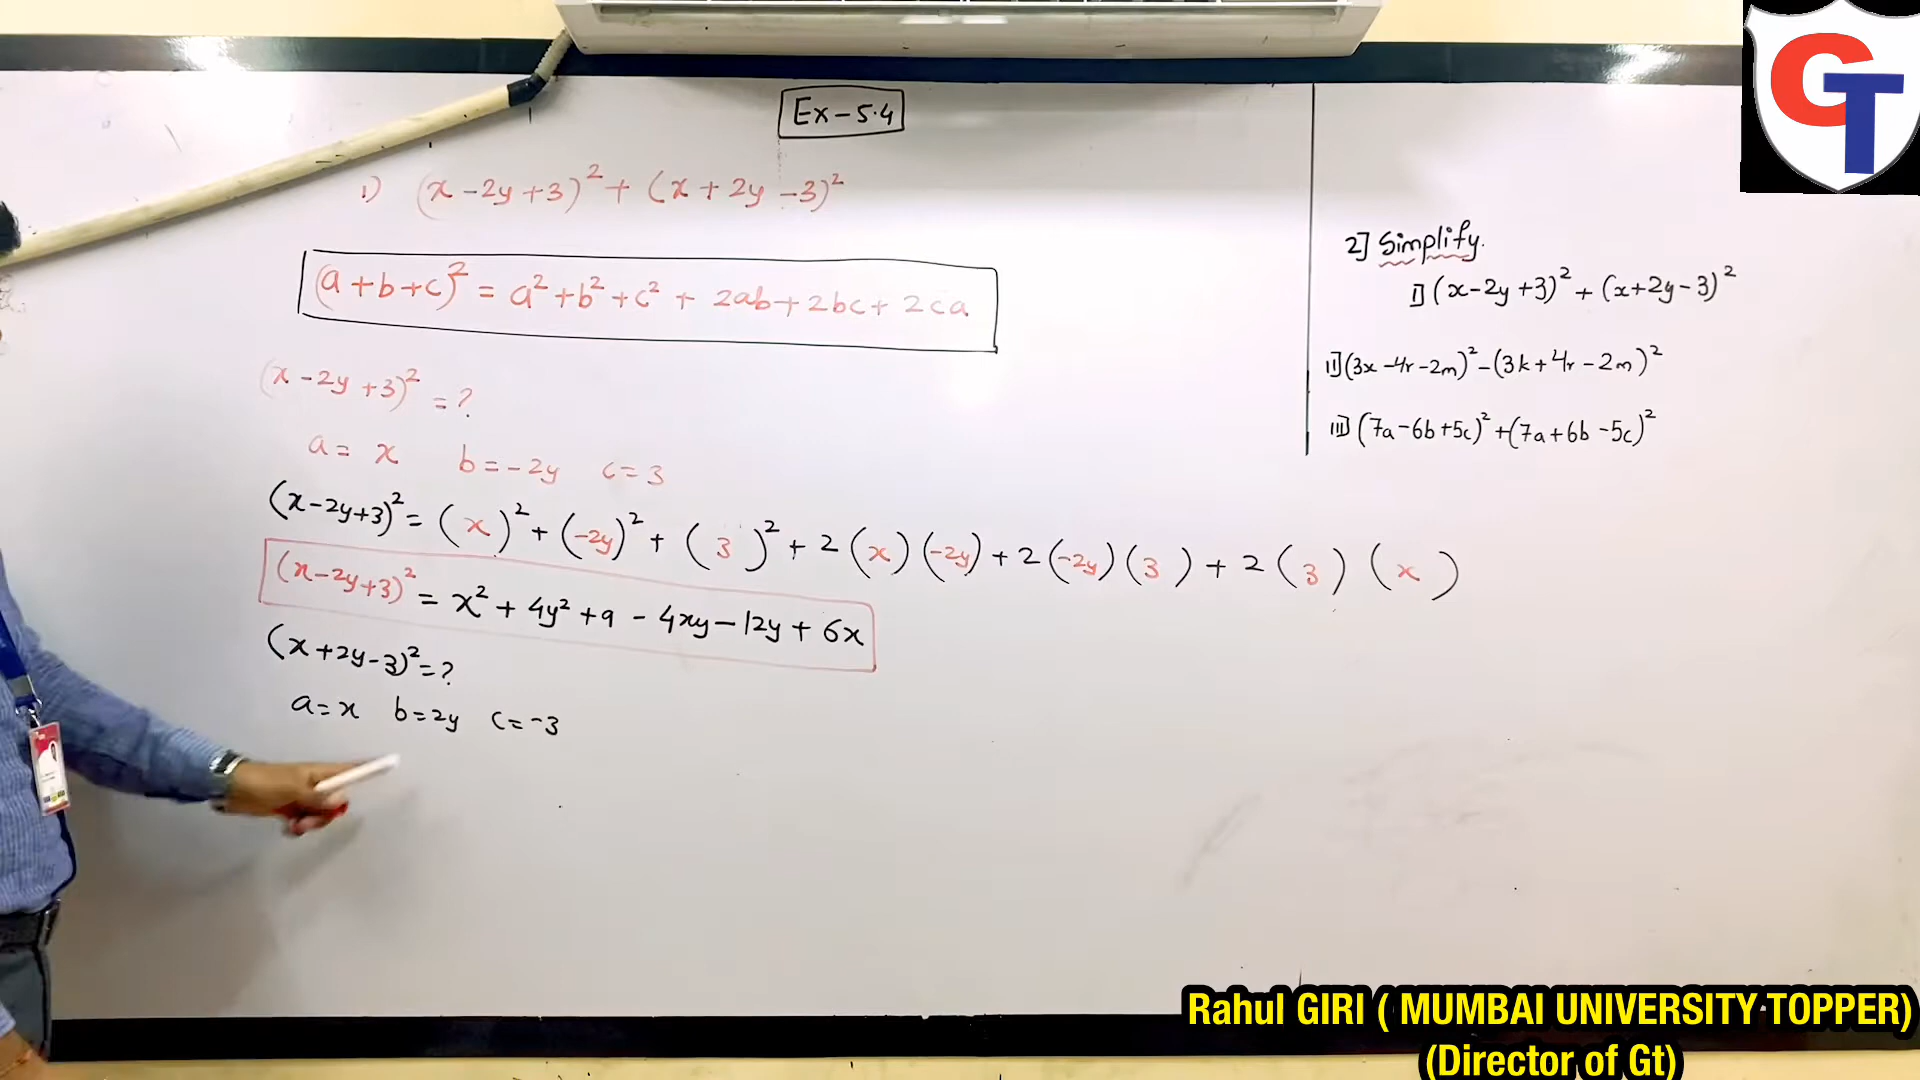 GT
Ex-5.4
1) (x-2y+3)² + (x+2y-3)²
(a+b+c)² = a²+b²+c² + 2ab+2bc+2ca
(x-2y+3)² = ?
a = x b=-2y c=3
(x-2y+3)² = (x)² + (-2y)² + (3)² + 2(x)(-2y) + 2(-2y)(3) + 2(3)(x)
(x-2y+3)² = x² + 4y² + 9 - 4xy - 12y + 6x
(x+2y-3)² = ?
a=x b=2y c=-3
2] Simplify.
i] (x-2y+3)² + (x+2y-3)²
ii] (3x-4r-2m)² - (3k+4r-2m)²
iii] (7a-6b+5c)² + (7a+6b-5c)²
Rahul GIRI ( MUMBAI UNIVERSITY TOPPER)
(Director of Gt)